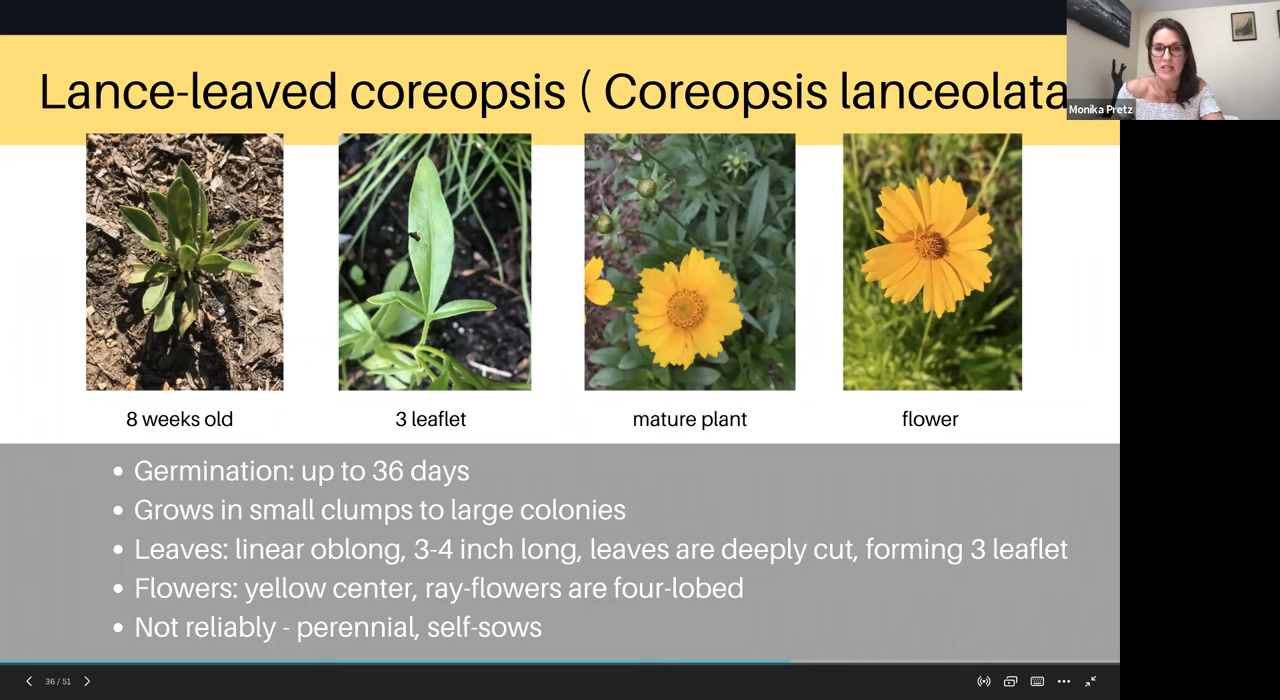 Lance-leaved coreopsis ( Coreopsis lanceolata
Monika Pretz
8 weeks old
3 leaflet
mature plant
flower
• Germination: up to 36 days
• Grows in small clumps to large colonies
• Leaves: linear oblong, 3-4 inch long, leaves are deeply cut, forming 3 leaflet
• Flowers: yellow center, ray-flowers are four-lobed
• Not reliably - perennial, self-sows
36 / 51